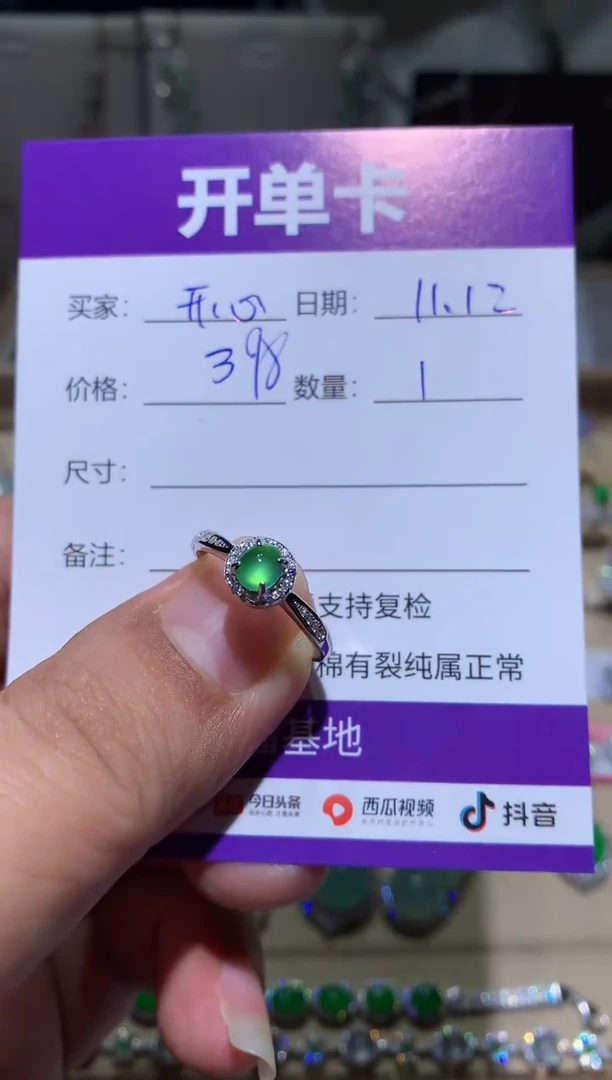 开单卡
买家： 开心 日期： 11.12
价格： 398 数量： 1
尺寸：
备注：
支持复检
棉有裂纯属正常
基地
今日头条 西瓜视频 抖音